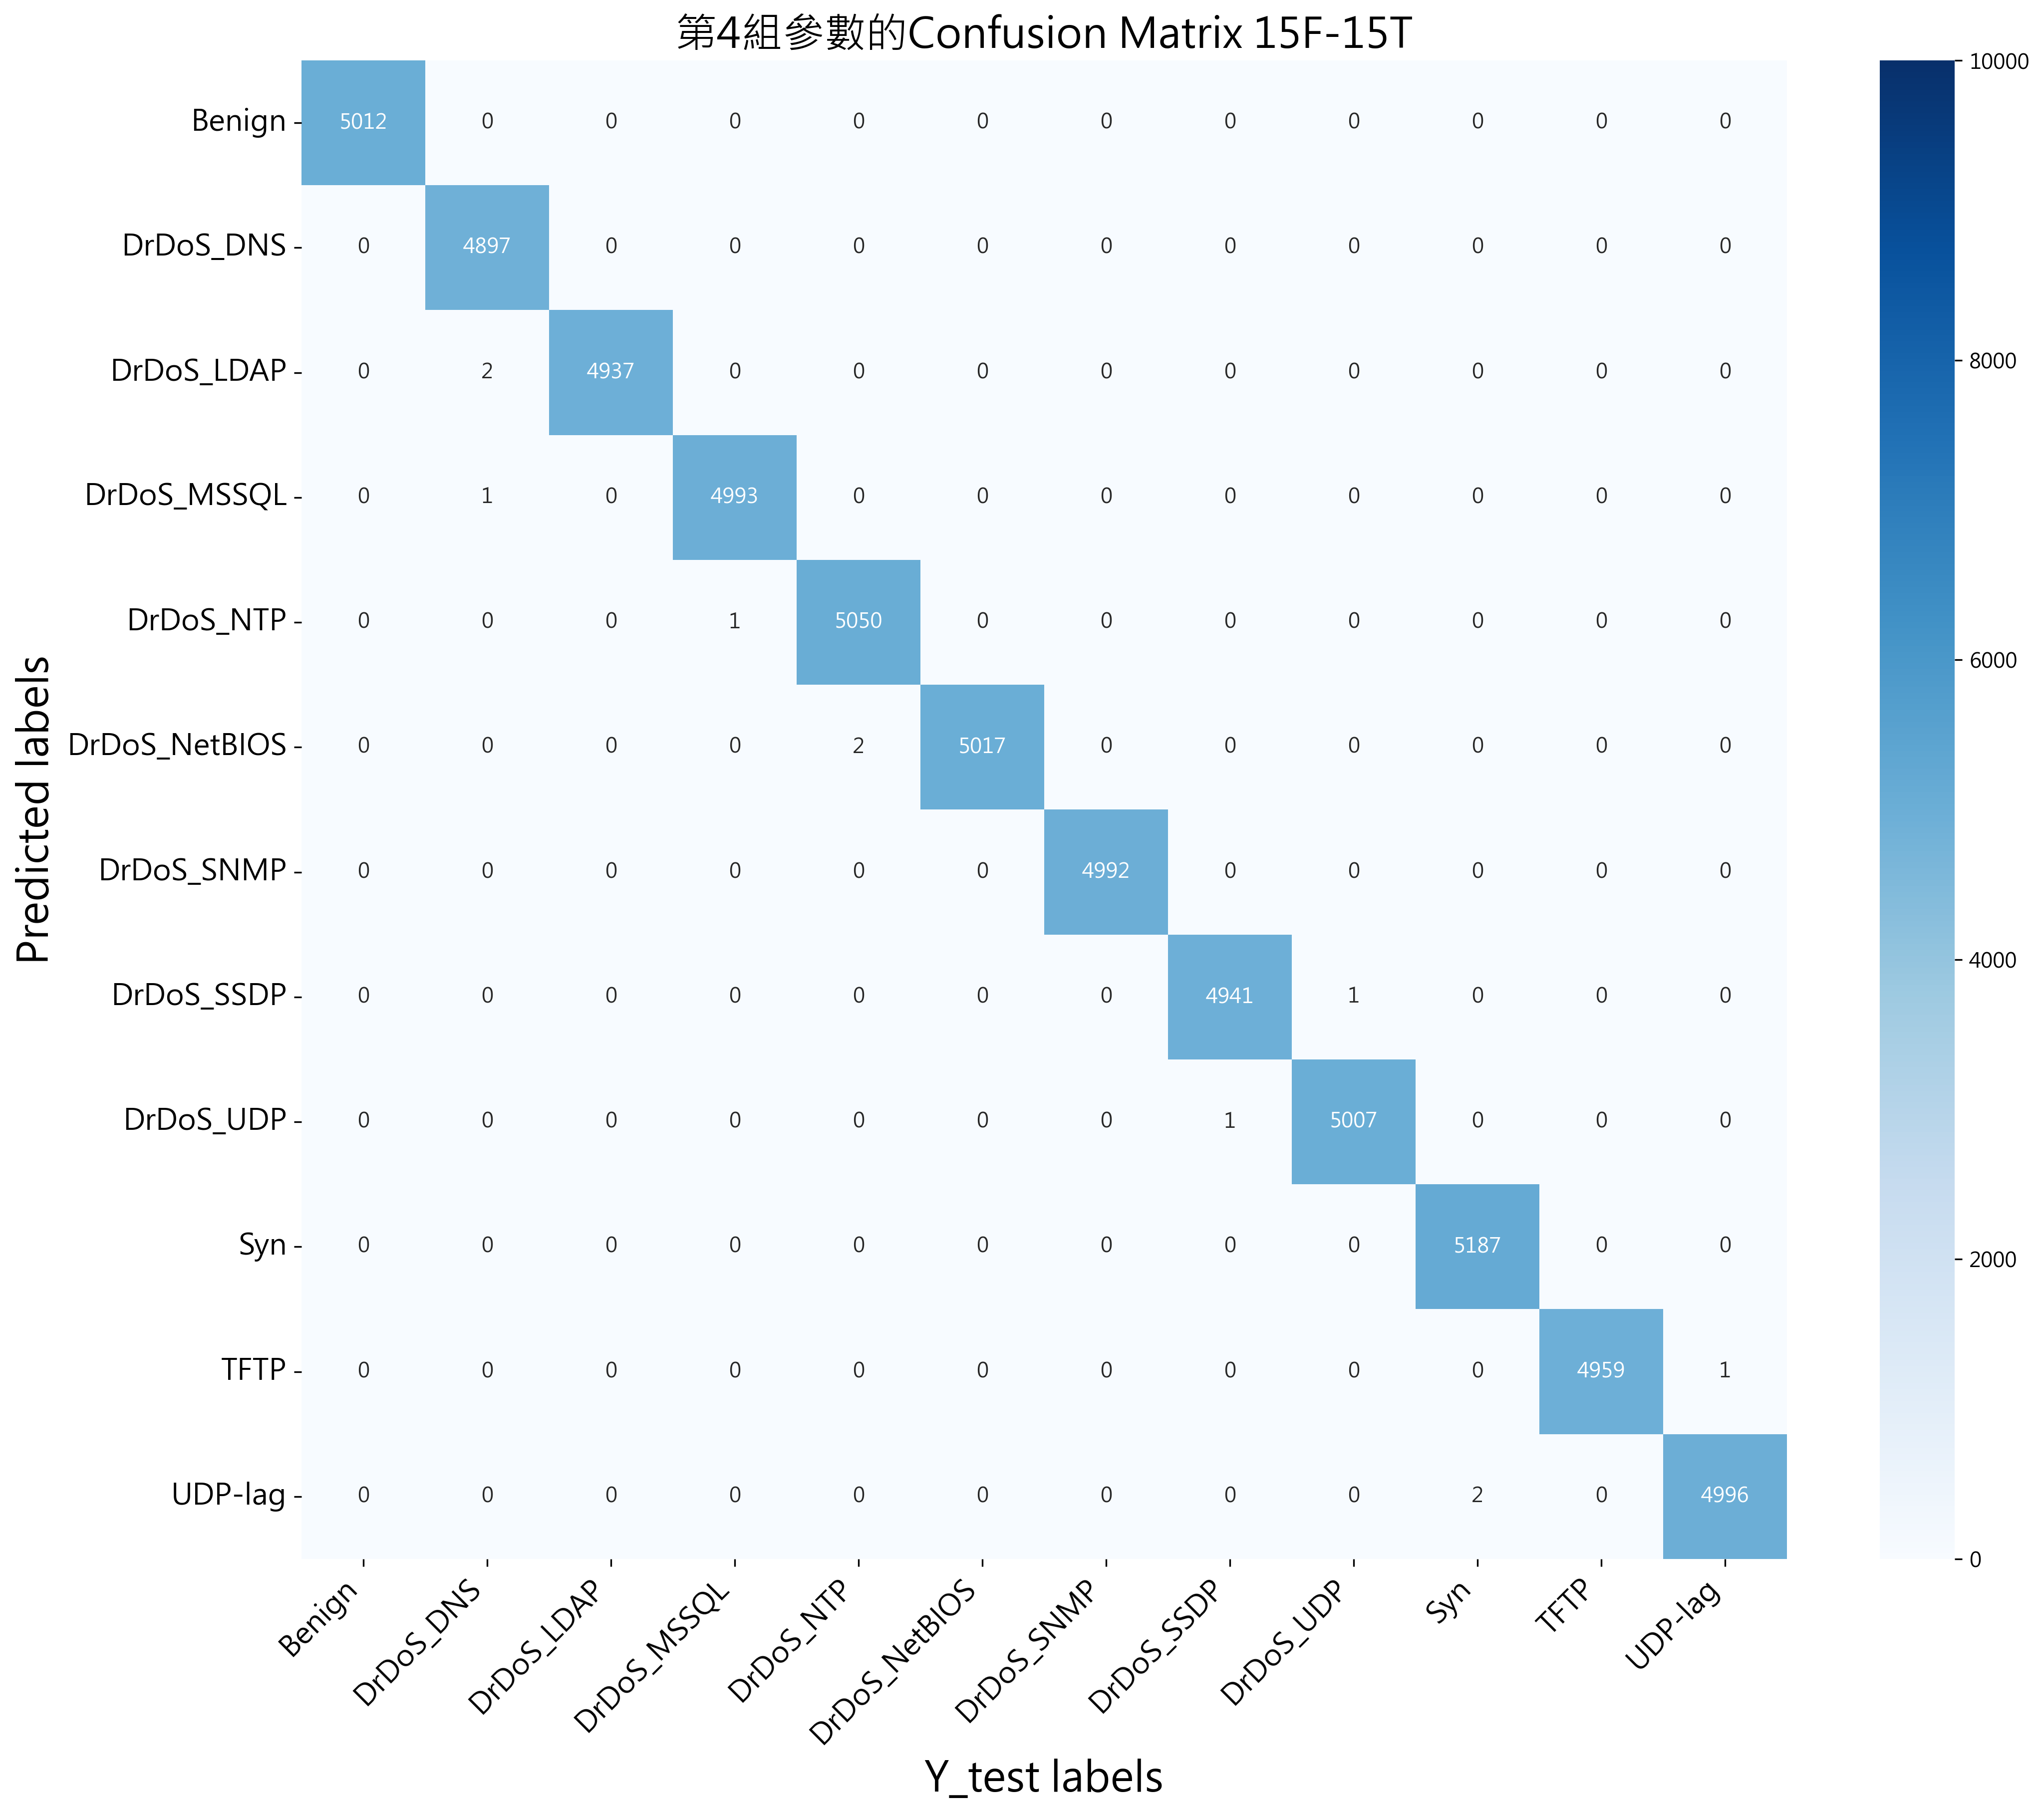 第4組參數的Confusion Matrix 15F-15T
Predicted labels
Benign 5012 0 0 0 0 0 0 0 0 0 0 0
DrDoS_DNS 0 4897 0 0 0 0 0 0 0 0 0 0
DrDoS_LDAP 0 2 4937 0 0 0 0 0 0 0 0 0
DrDoS_MSSQL 0 1 0 4993 0 0 0 0 0 0 0 0
DrDoS_NTP 0 0 0 1 5050 0 0 0 0 0 0 0
DrDoS_NetBIOS 0 0 0 0 2 5017 0 0 0 0 0 0
DrDoS_SNMP 0 0 0 0 0 0 4992 0 0 0 0 0
DrDoS_SSDP 0 0 0 0 0 0 0 4941 1 0 0 0
DrDoS_UDP 0 0 0 0 0 0 0 1 5007 0 0 0
Syn 0 0 0 0 0 0 0 0 0 5187 0 0
TFTP 0 0 0 0 0 0 0 0 0 0 4959 1
UDP-lag 0 0 0 0 0 0 0 0 0 2 0 4996
Benign DrDoS_DNS DrDoS_LDAP DrDoS_MSSQL DrDoS_NTP DrDoS_NetBIOS DrDoS_SNMP DrDoS_SSDP DrDoS_UDP Syn TFTP UDP-lag
Y_test labels
10000
8000
6000
4000
2000
0